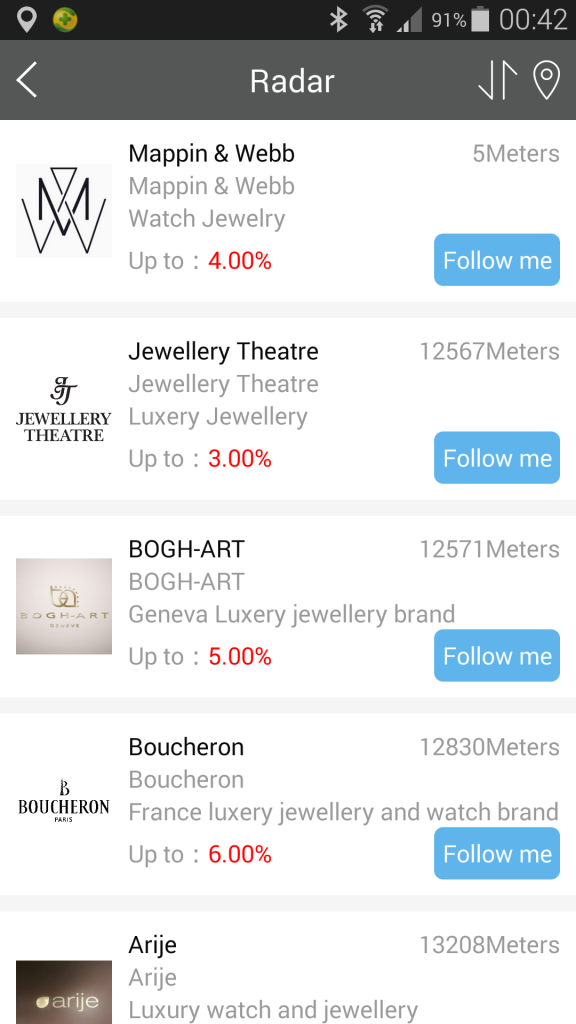 91% 00:42
Radar
Mappin & Webb 5Meters
Mappin & Webb
Watch Jewelry
Up to : 4.00% Follow me
Jewellery Theatre 12567Meters
Jewellery Theatre
JEWELLERY
THEATRE
Luxery Jewellery
Up to : 3.00% Follow me
BOGH-ART 12571Meters
BOGH-ART
BOGH-ART
GENEVE
Geneva Luxery jewellery brand
Up to : 5.00% Follow me
Boucheron 12830Meters
Boucheron
BOUCHERON
PARIS
France luxery jewellery and watch brand
Up to : 6.00% Follow me
Arije 13208Meters
Arije
arije
Luxury watch and jewellery